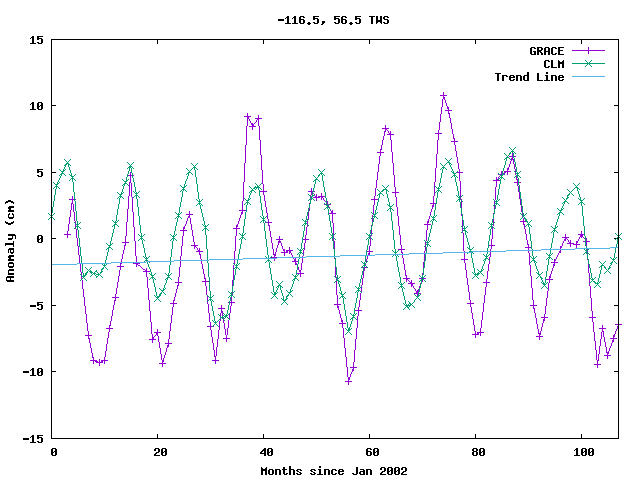 -116.5, 56.5 TWS
GRACE
CLM
Trend Line
15
10
5
0
-5
-10
-15
Anomaly (cm)
0 20 40 60 80 100
Months since Jan 2002